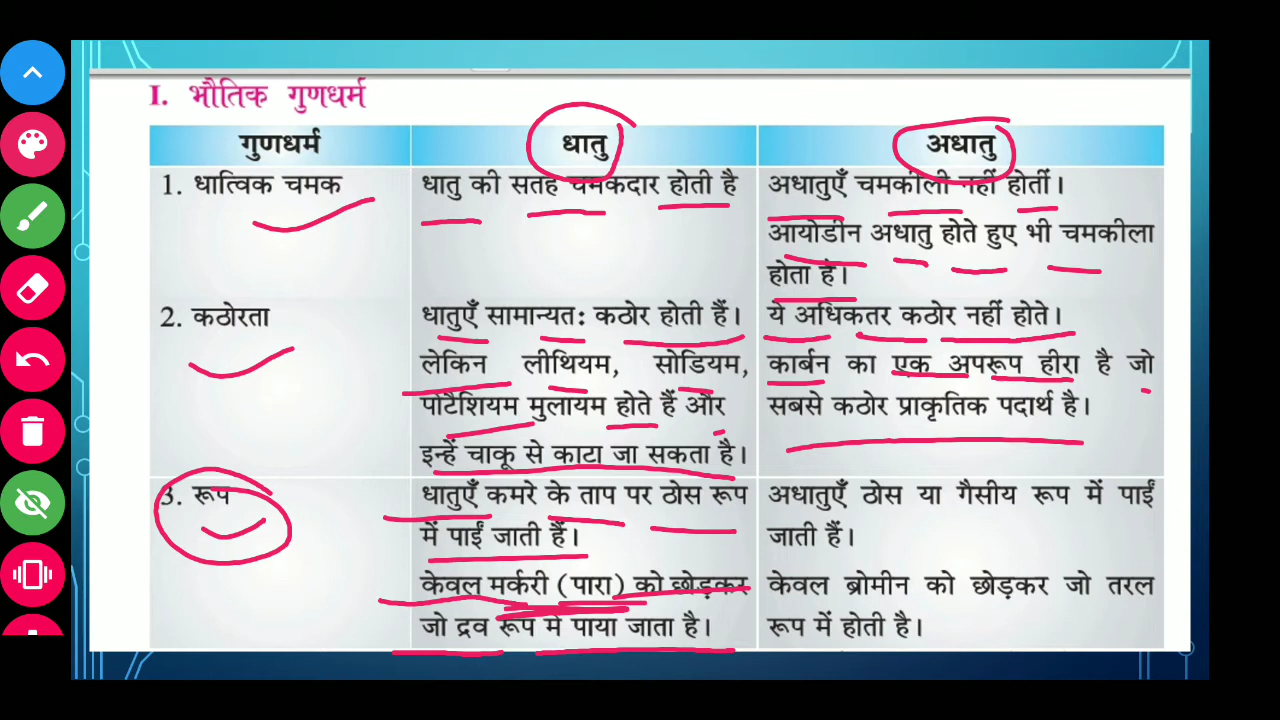 I. भौतिक गुणधर्म
गुणधर्म धातु अधातु
1. धात्विक चमक
धातु की सतह चमकदार होती है
अधातुएँ चमकीली नहीं होतीं।
आयोडीन अधातु होते हुए भी चमकीला
होता है।
2. कठोरता
धातुएँ सामान्यत: कठोर होती हैं।
लेकिन लीथियम, सोडियम,
पोटैशियम मुलायम होते हैं और
इन्हें चाकू से काटा जा सकता है।
ये अधिकतर कठोर नहीं होते।
कार्बन का एक अपरूप हीरा है जो
सबसे कठोर प्राकृतिक पदार्थ है।
3. रूप
धातुएँ कमरे के ताप पर ठोस रूप
में पाईं जाती हैं।
केवल मर्करी (पारा) को छोड़कर
जो द्रव रूप में पाया जाता है।
अधातुएँ ठोस या गैसीय रूप में पाईं
जाती हैं।
केवल ब्रोमीन को छोड़कर जो तरल
रूप में होती है।